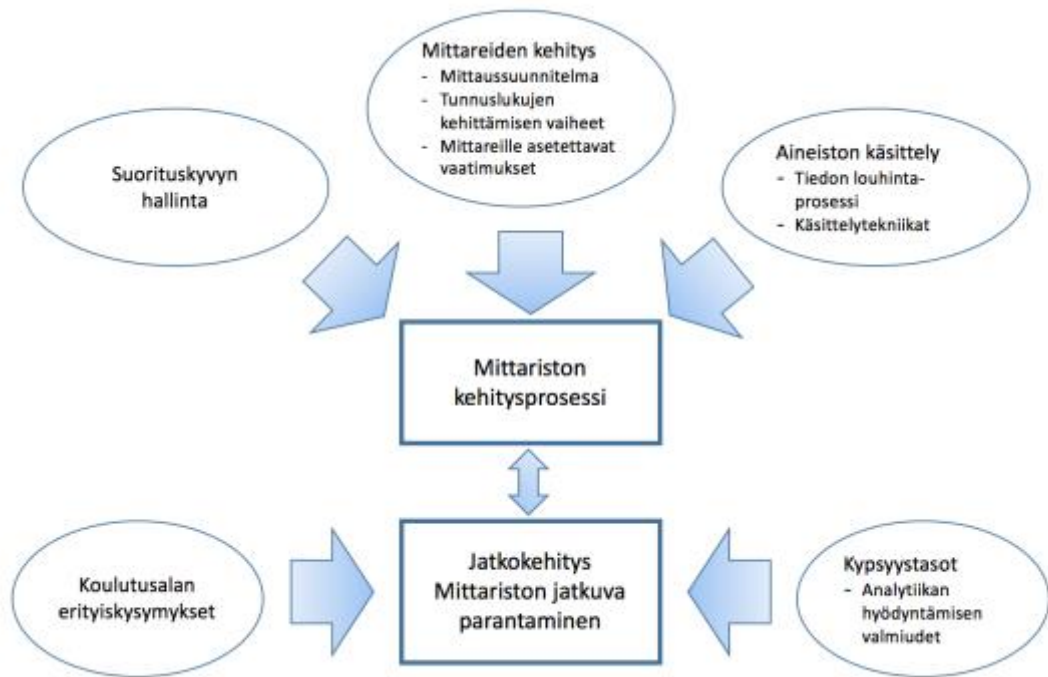 Mittareiden kehitys
- Mittaussuunnitelma
- Tunnuslukujen
kehittämisen vaiheet
- Mittareille asetettavat
vaatimukset
Suorituskyvyn
hallinta
Aineiston käsittely
- Tiedon louhinta-
prosessi
- Käsittelytekniikat
Mittariston
kehitysprosessi
Koulutusalan
erityiskysymykset
Jatkokehitys
Mittariston jatkuva
parantaminen
Kypsyystasot
- Analytiikan
hyödyntämisen
valmiudet